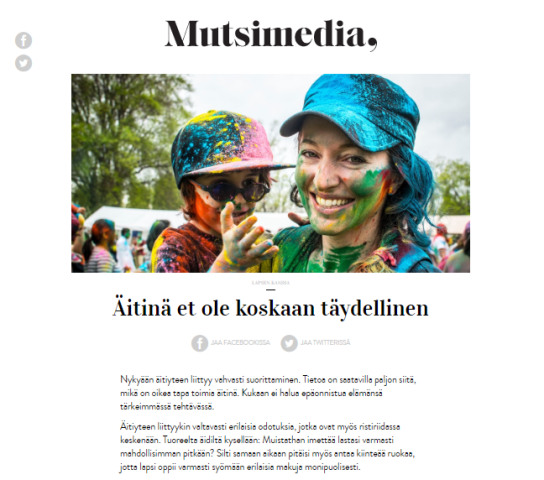 Mutsimedia,
LAPSEN KANSSA
Äitinä et ole koskaan täydellinen
JAA FACEBOOKISSA JAA TWITTERISSÄ
Nykyään äitiyteen liittyy vahvasti suorittaminen. Tietoa on saatavilla paljon siitä,
mikä on oikea tapa toimia äitinä. Kukaan ei halua epäonnistua elämänsä
tärkeimmässä tehtävässä.
Äitiyteen liittyykin valtavasti erilaisia odotuksia, jotka ovat myös ristiriidassa
keskenään. Tuoreelta äidiltä kysellään: Muistathan imettää lastasi varmasti
mahdollisimman pitkään? Silti samaan aikaan pitäisi myös antaa kiinteää ruokaa,
jotta lapsi oppii varmasti syömään erilaisia makuja monipuolisesti.